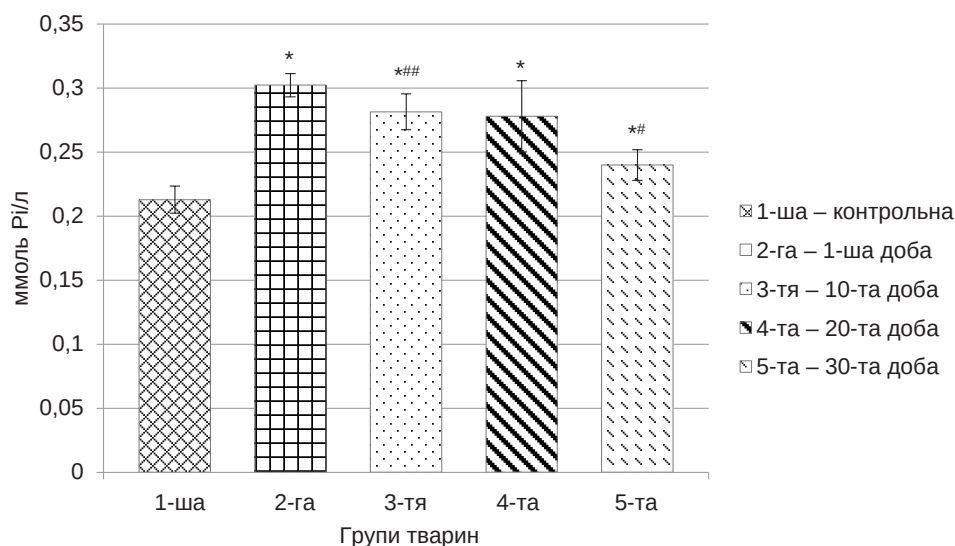 0,35
0,3
0,25
0,2
0,15
0,1
0,05
0
ммоль Pi/л
*
*##
*
*#
1-ша
2-га
3-тя
4-та
5-та
Групи тварин
1-ша – контрольна
2-га – 1-ша доба
3-тя – 10-та доба
4-та – 20-та доба
5-та – 30-та доба